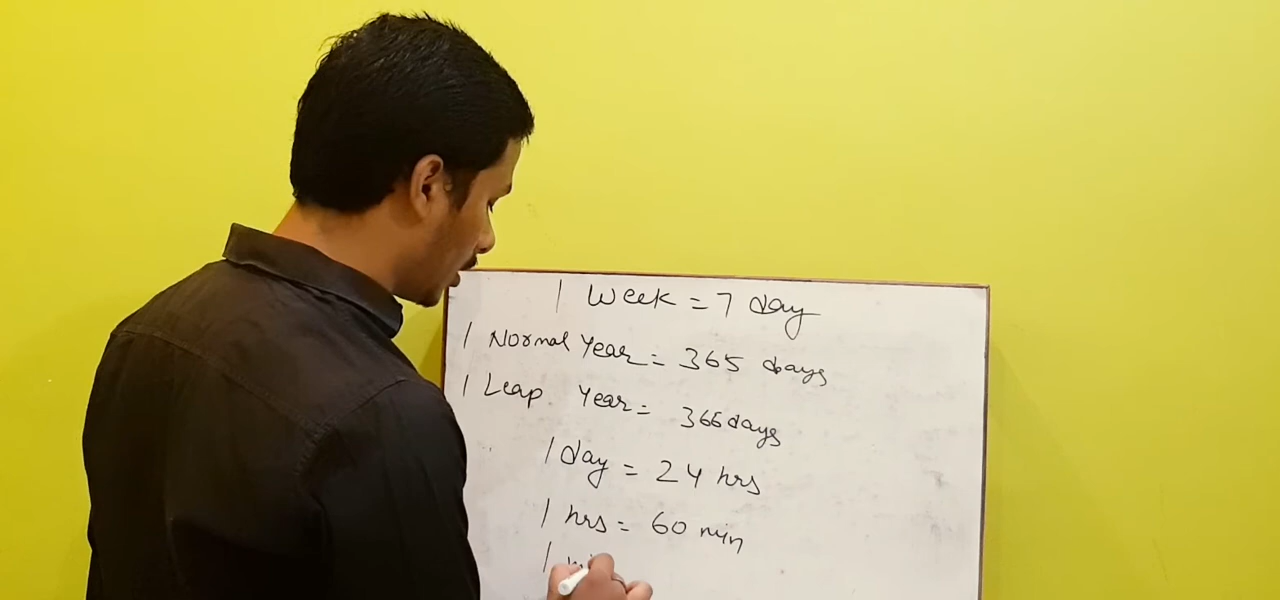 1 Week = 7 day
1 Normal Year = 365 days
1 Leap Year = 366 days
1 day = 24 hrs
1 hrs = 60 min
1